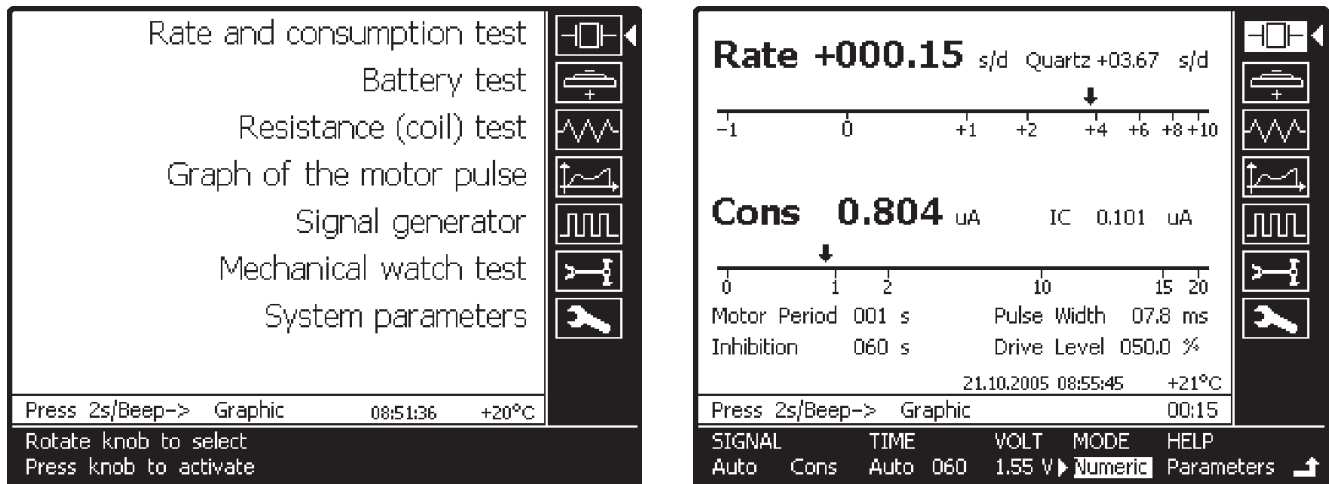 Rate and consumption test
Battery test
+
Resistance (coil) test
Graph of the motor pulse
Signal generator
Mechanical watch test
System parameters
Press 2s/Beep-> Graphic 08:51:36 +20°C
Rotate knob to select
Press knob to activate
Rate +000.15 s/d Quartz +03.67 s/d
-1 0 +1 +2 +4 +6 +8 +10
+
Cons 0.804 uA IC 0.101 uA
0 1 2 10 15 20
Motor Period 001 s Pulse Width 07.8 ms
Inhibition 060 s Drive Level 050.0 %
21.10.2005 08:55:45 +21°C
Press 2s/Beep-> Graphic 00:15
SIGNAL TIME VOLT MODE HELP
Auto Cons Auto 060 1.55 V Numeric Parameters